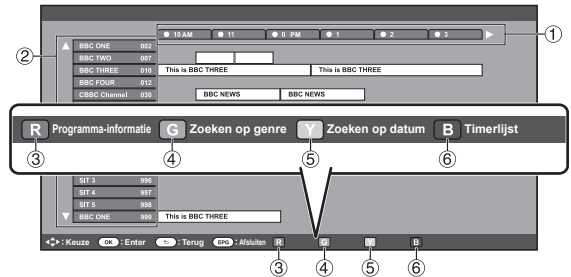 10 AM 11 0 PM 1 2 3 ①
②
BBC ONE 002
BBC TWO 007
BBC THREE 010 This is BBC THREE This is BBC THREE
BBC FOUR 012
CBBC Channel 030 BBC NEWS BBC NEWS
R Programma-informatie G Zoeken op genre Y Zoeken op datum B Timerlijst
③ ④ ⑤ ⑥
SIT 3 996
SIT 4 997
SIT 5 998
BBC ONE 999 This is BBC THREE
: Keuze OK : Enter : Terug EPG : Afsluiten R G Y B
③ ④ ⑤ ⑥